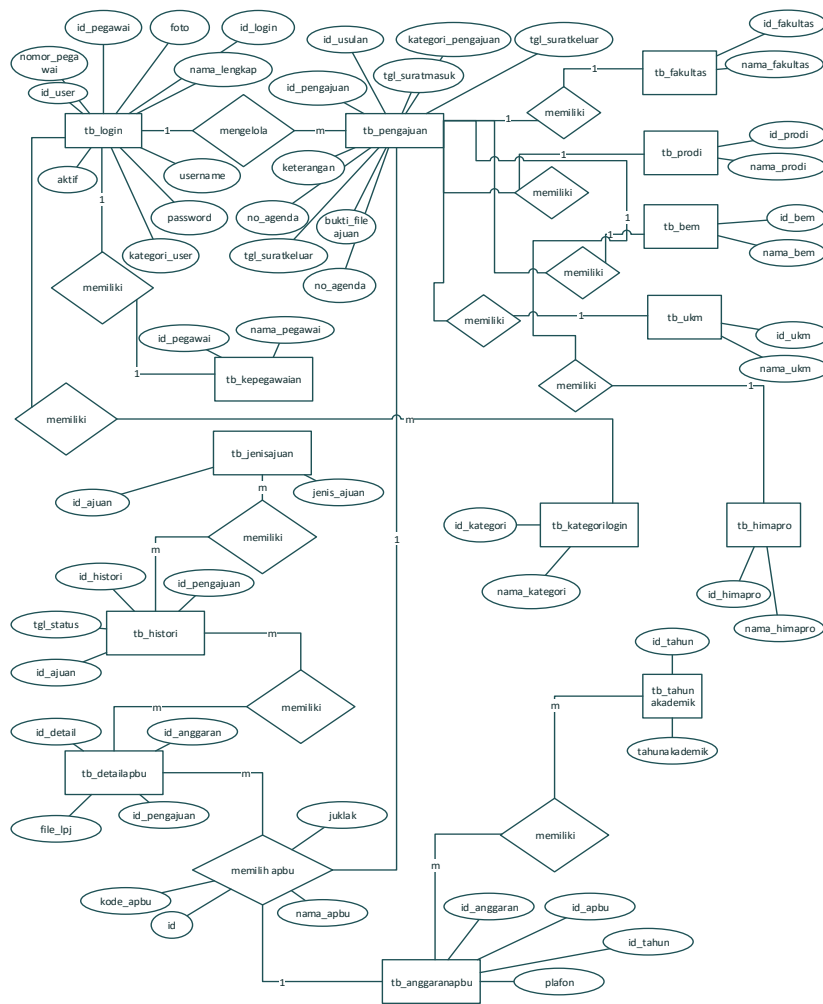 id_pegawai
foto
id_login
nomor_pega
wai
nama_lengkap
id_user
tb_login
1
mengelola
m
aktif
username
password
kategori_user
1
id_usulan
kategori_pengajuan
tgl_suratkeluar
tgl_suratmasuk
id_pengajuan
tb_pengajuan
keterangan
no_agenda
bukti_file
ajuan
tgl_suratkeluar
no_agenda
1
memiliki
1
tb_fakultas
id_fakultas
nama_fakultas
1
memiliki
tb_prodi
id_prodi
nama_prodi
1
1
memiliki
tb_bem
id_bem
nama_bem
memiliki
1
tb_ukm
id_ukm
nama_ukm
memiliki
1
memiliki
id_pegawai
nama_pegawai
1
tb_kepegawaian
memiliki
m
tb_jenisajuan
id_ajuan
jenis_ajuan
m
memiliki
m
id_kategori
tb_kategorilogin
nama_kategori
tb_himapro
id_himapro
nama_himapro
1
id_histori
id_pengajuan
tgl_status
tb_histori
id_ajuan
m
memiliki
m
id_tahun
tb_tahun
akademik
tahunakademik
m
id_detail
id_anggaran
tb_detailapbu
m
file_lpj
id_pengajuan
juklak
memilih apbu
kode_apbu
id
nama_apbu
1
memiliki
m
id_anggaran
id_apbu
id_tahun
tb_anggaranapbu
plafon